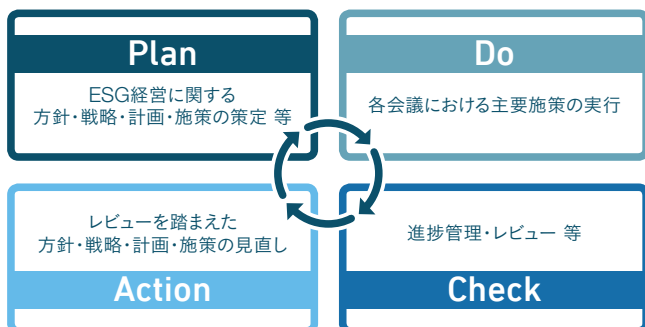 Plan
ESG経営に関する
方針・戦略・計画・施策の策定 等
Do
各会議における主要施策の実行
レビューを踏まえた
方針・戦略・計画・施策の見直し
Action
進捗管理・レビュー 等
Check